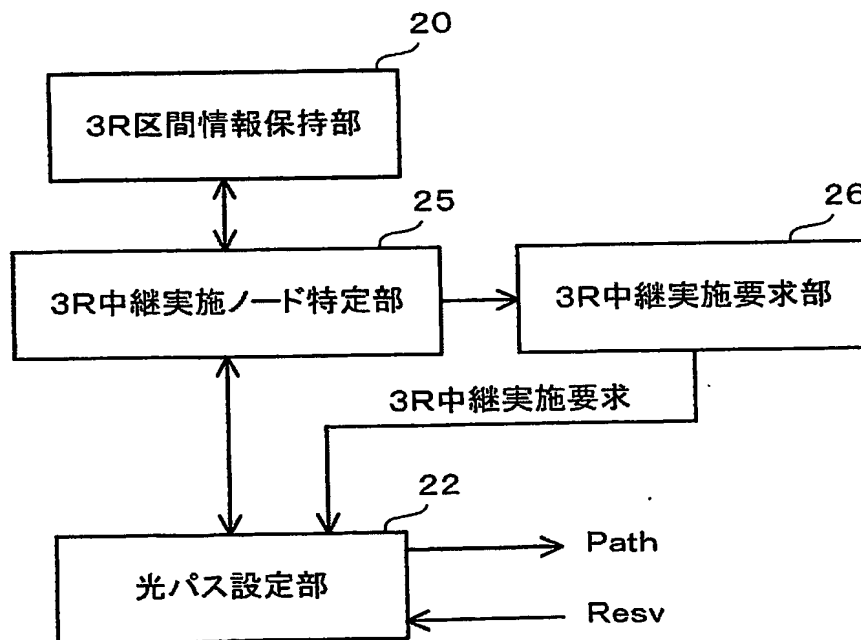 20
3R区間情報保持部
25
3R中継実施ノード特定部
26
3R中継実施要求部
3R中継実施要求
22
光パス設定部
Path
Resv